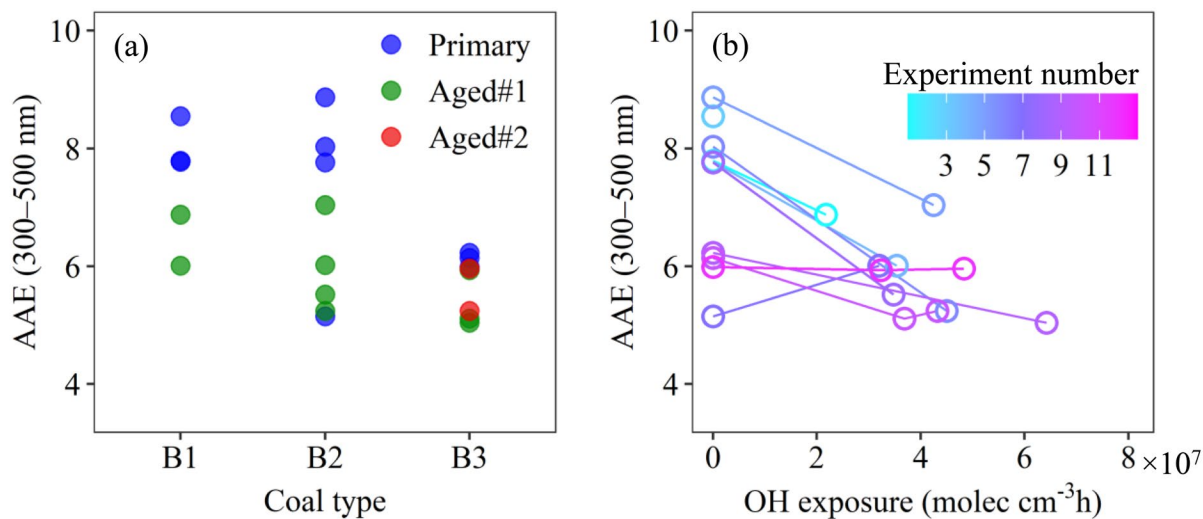 (a)
Primary
Aged#1
Aged#2
10
8
6
4
AAE (300–500 nm)
B1 B2 B3
Coal type
(b)
Experiment number
3 5 7 9 11
10
8
6
4
AAE (300–500 nm)
0 2 4 6 8 ×10⁷
OH exposure (molec cm⁻³h)